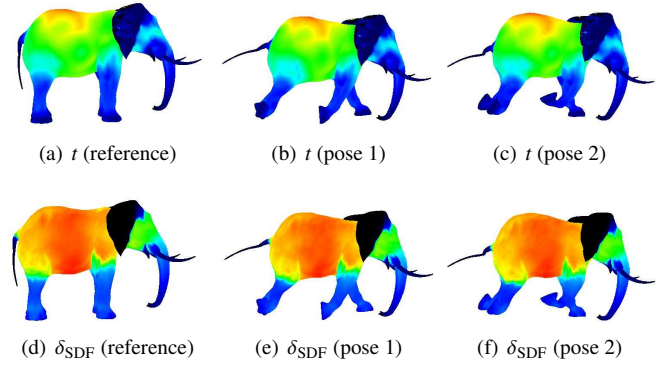 (a) t (reference)
(b) t (pose 1)
(c) t (pose 2)
(d) δSDF (reference)
(e) δSDF (pose 1)
(f) δSDF (pose 2)